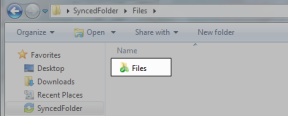 SyncedFolder Files
Organize Open Share with New folder
Favorites
Desktop
Downloads
Recent Places
SyncedFolder
Name
Files